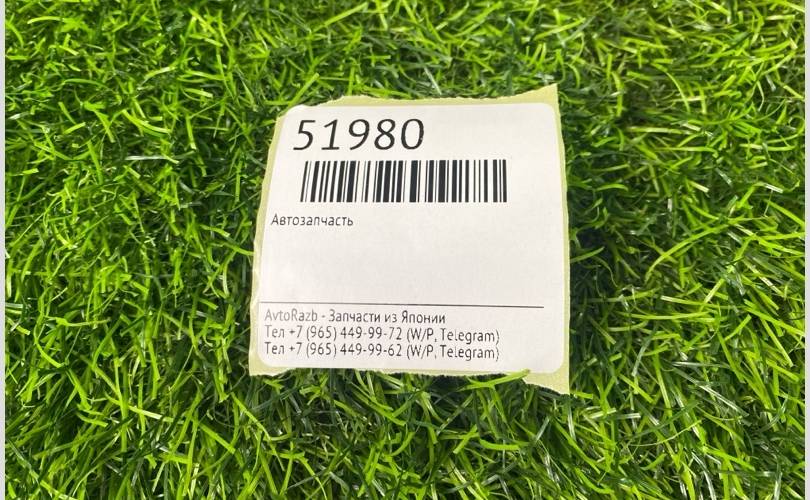 51980
Автозапчасть
AvtoRazb - Запчасти из Японии
Тел +7 (965) 449-99-72 (W/P, Telegram)
Тел +7 (965) 449-99-62 (W/P, Telegram)